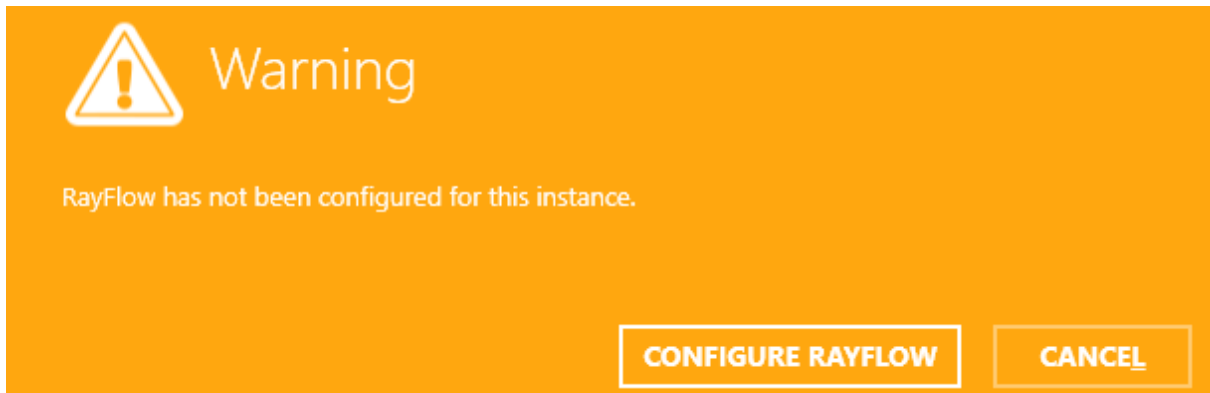 Warning
RayFlow has not been configured for this instance.
CONFIGURE RAYFLOW CANCEL